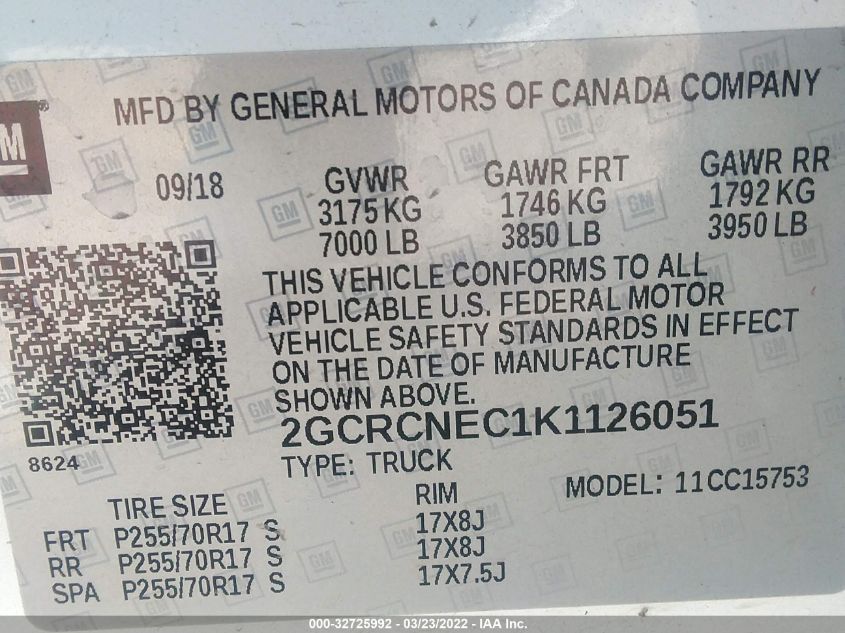 GM
MFD BY GENERAL MOTORS OF CANADA COMPANY
09/18 GVWR GAWR FRT GAWR RR
3175 KG 1746 KG 1792 KG
7000 LB 3850 LB 3950 LB
THIS VEHICLE CONFORMS TO ALL
APPLICABLE U.S. FEDERAL MOTOR
VEHICLE SAFETY STANDARDS IN EFFECT
ON THE DATE OF MANUFACTURE
SHOWN ABOVE.
2GCRCNEC1K1126051
8624
TYPE: TRUCK
MODEL: 11CC15753
TIRE SIZE RIM
FRT P255/70R17 S 17X8J
RR P255/70R17 S 17X8J
SPA P255/70R17 S 17X7.5J
000-32725992 - 03/23/2022 - IAA Inc.